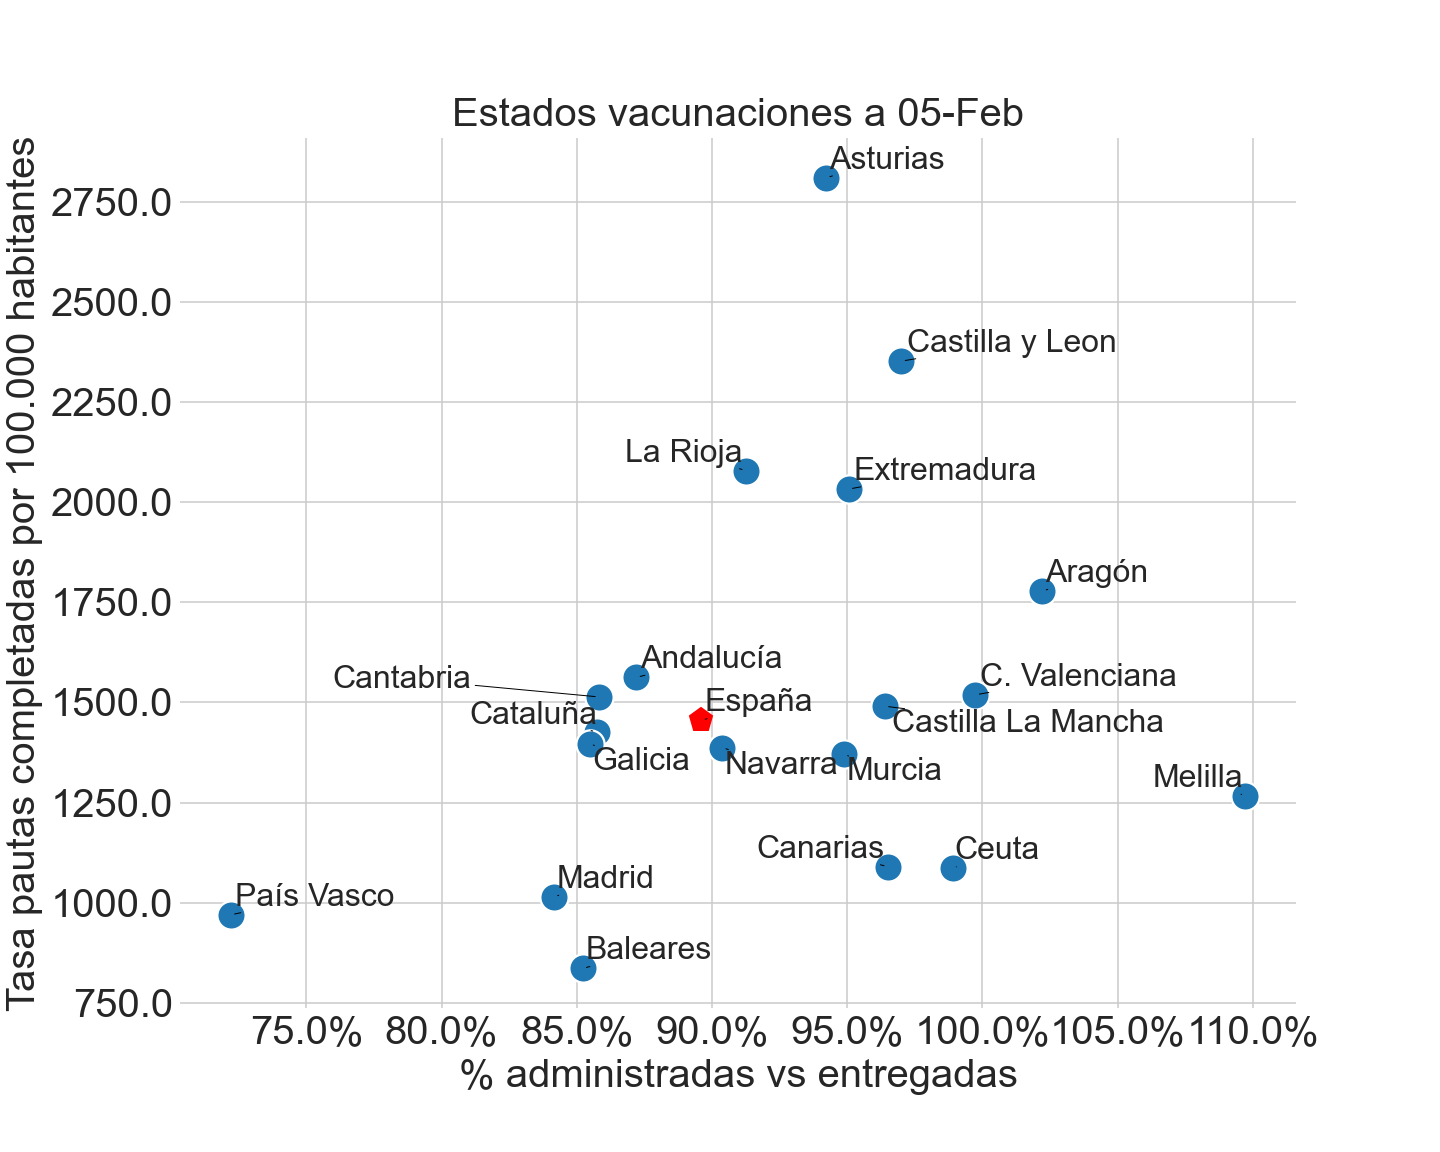 Estados vacunaciones a 05-Feb
Tasa pautas completadas por 100.000 habitantes
2750.0
2500.0
2250.0
2000.0
1750.0
1500.0
1250.0
1000.0
750.0
Asturias
Castilla y Leon
La Rioja
Extremadura
Aragón
Andalucía
Cantabria
C. Valenciana
España
Cataluña
Castilla La Mancha
Galicia
Navarra
Murcia
Melilla
Canarias
Ceuta
Madrid
País Vasco
Baleares
75.0% 80.0% 85.0% 90.0% 95.0% 100.0% 105.0% 110.0%
% administradas vs entregadas